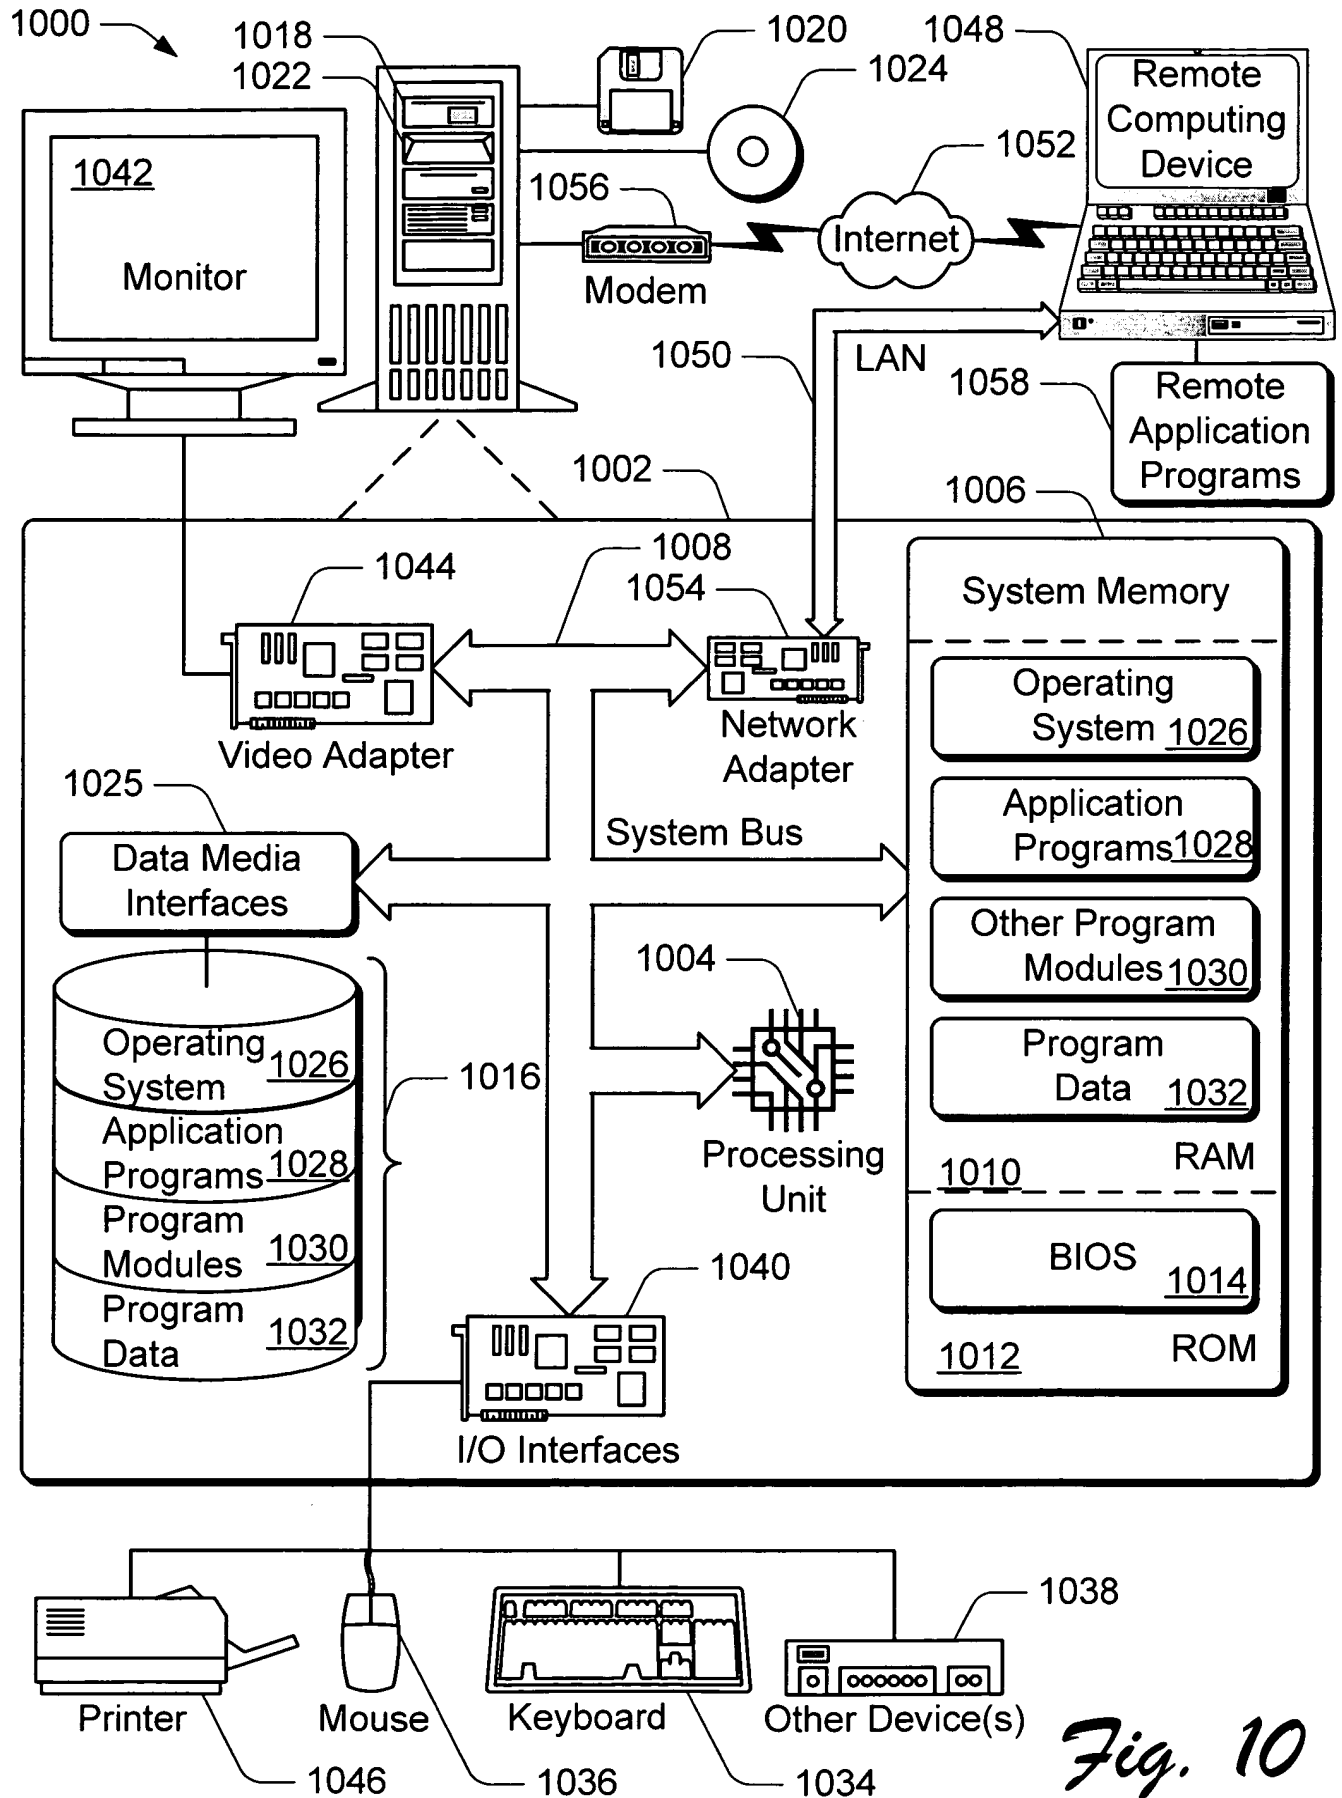 1000
1018
1022
1020
1024
1048
Remote
Computing
Device
1042
Monitor
1056
Modem
1052
Internet
1050
LAN
1058
Remote
Application
Programs
1002
1006
1044
Video Adapter
1008
1054
Network
Adapter
System Memory
Operating
System 1026
Application
Programs 1028
Other Program
Modules 1030
Program
Data 1032
RAM
1010
BIOS
1014
ROM
1012
1025
Data Media
Interfaces
System Bus
1004
Processing
Unit
Operating
System 1026
Application
Programs 1028
Program
Modules 1030
Program
Data 1032
1016
1040
I/O Interfaces
1038
Printer
Mouse
Keyboard
Other Device(s)
1046
1036
1034
Fig. 10